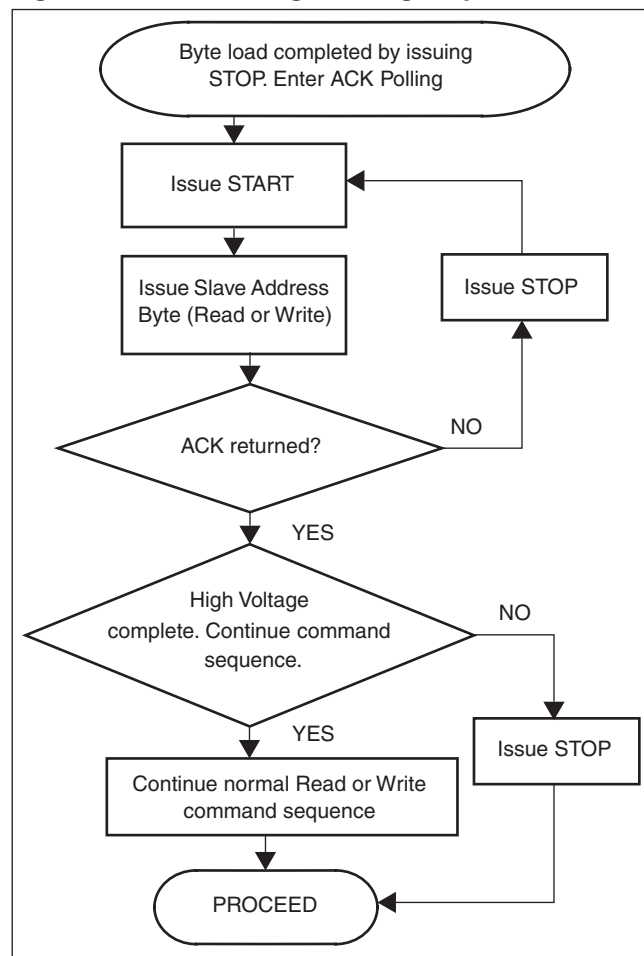 Byte load completed by issuing
STOP. Enter ACK Polling
Issue START
Issue Slave Address
Byte (Read or Write)
Issue STOP
ACK returned?
NO
YES
High Voltage
complete. Continue command
sequence.
NO
YES
Issue STOP
Continue normal Read or Write
command sequence
PROCEED